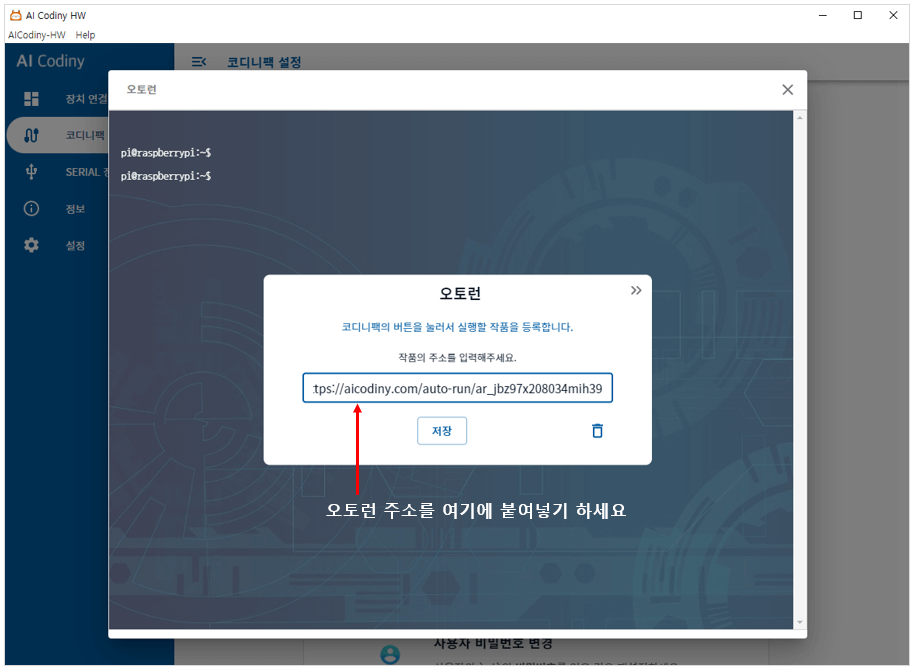 AI Codiny HW
AICodiny-HW Help
AI Codiny
코디니팩 설정
장치 연결
코디니팩
SERIAL
정보
설정
오토런
pi@raspberrypi:~$
pi@raspberrypi:~$
오토런
코디니팩의 버튼을 눌러서 실행할 작품을 등록합니다.
작품의 주소를 입력해주세요.
tps://aicodiny.com/auto-run/ar_jbz97x208034mih39
저장
오토런 주소를 여기에 붙여넣기 하세요
사용자 비밀번호 변경